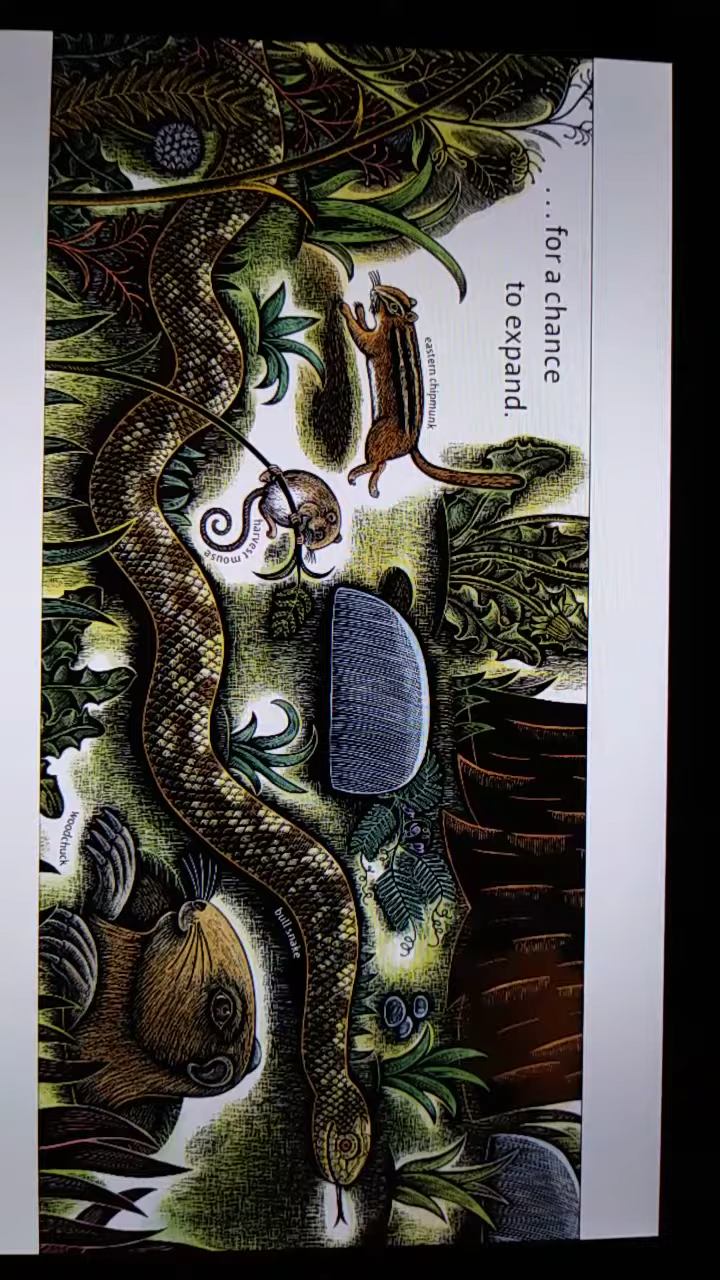 . . . for a chance
to expand.
eastern chipmunk
harvest mouse
bull snake
woodchuck